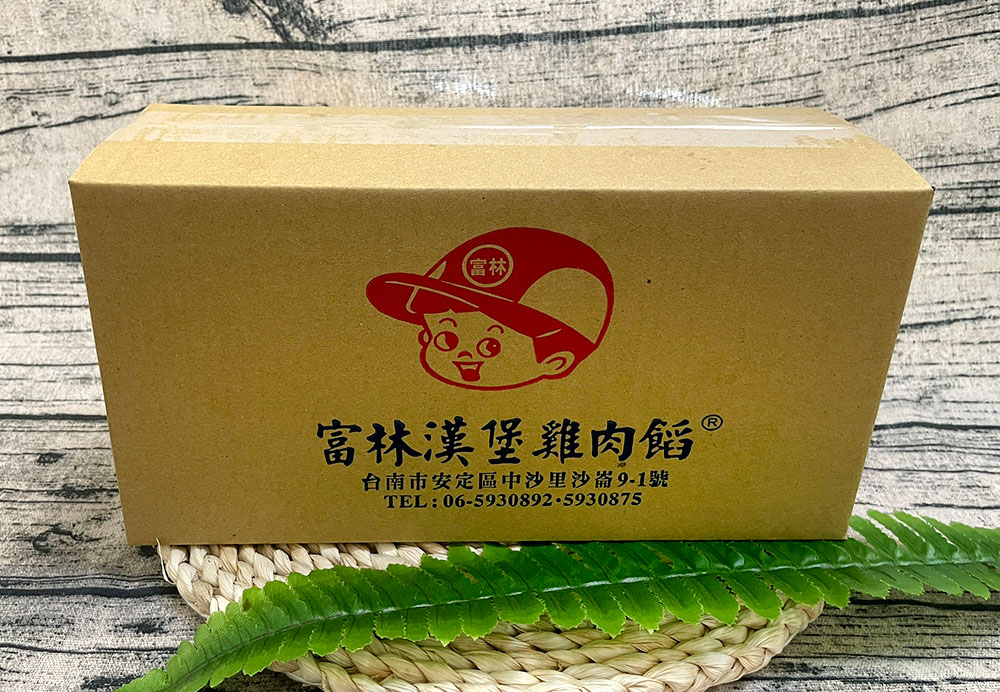 富林
富林漢堡雞肉餡®
台南市安定區中沙里沙崙9-1號
TEL:06-5930892·5930875